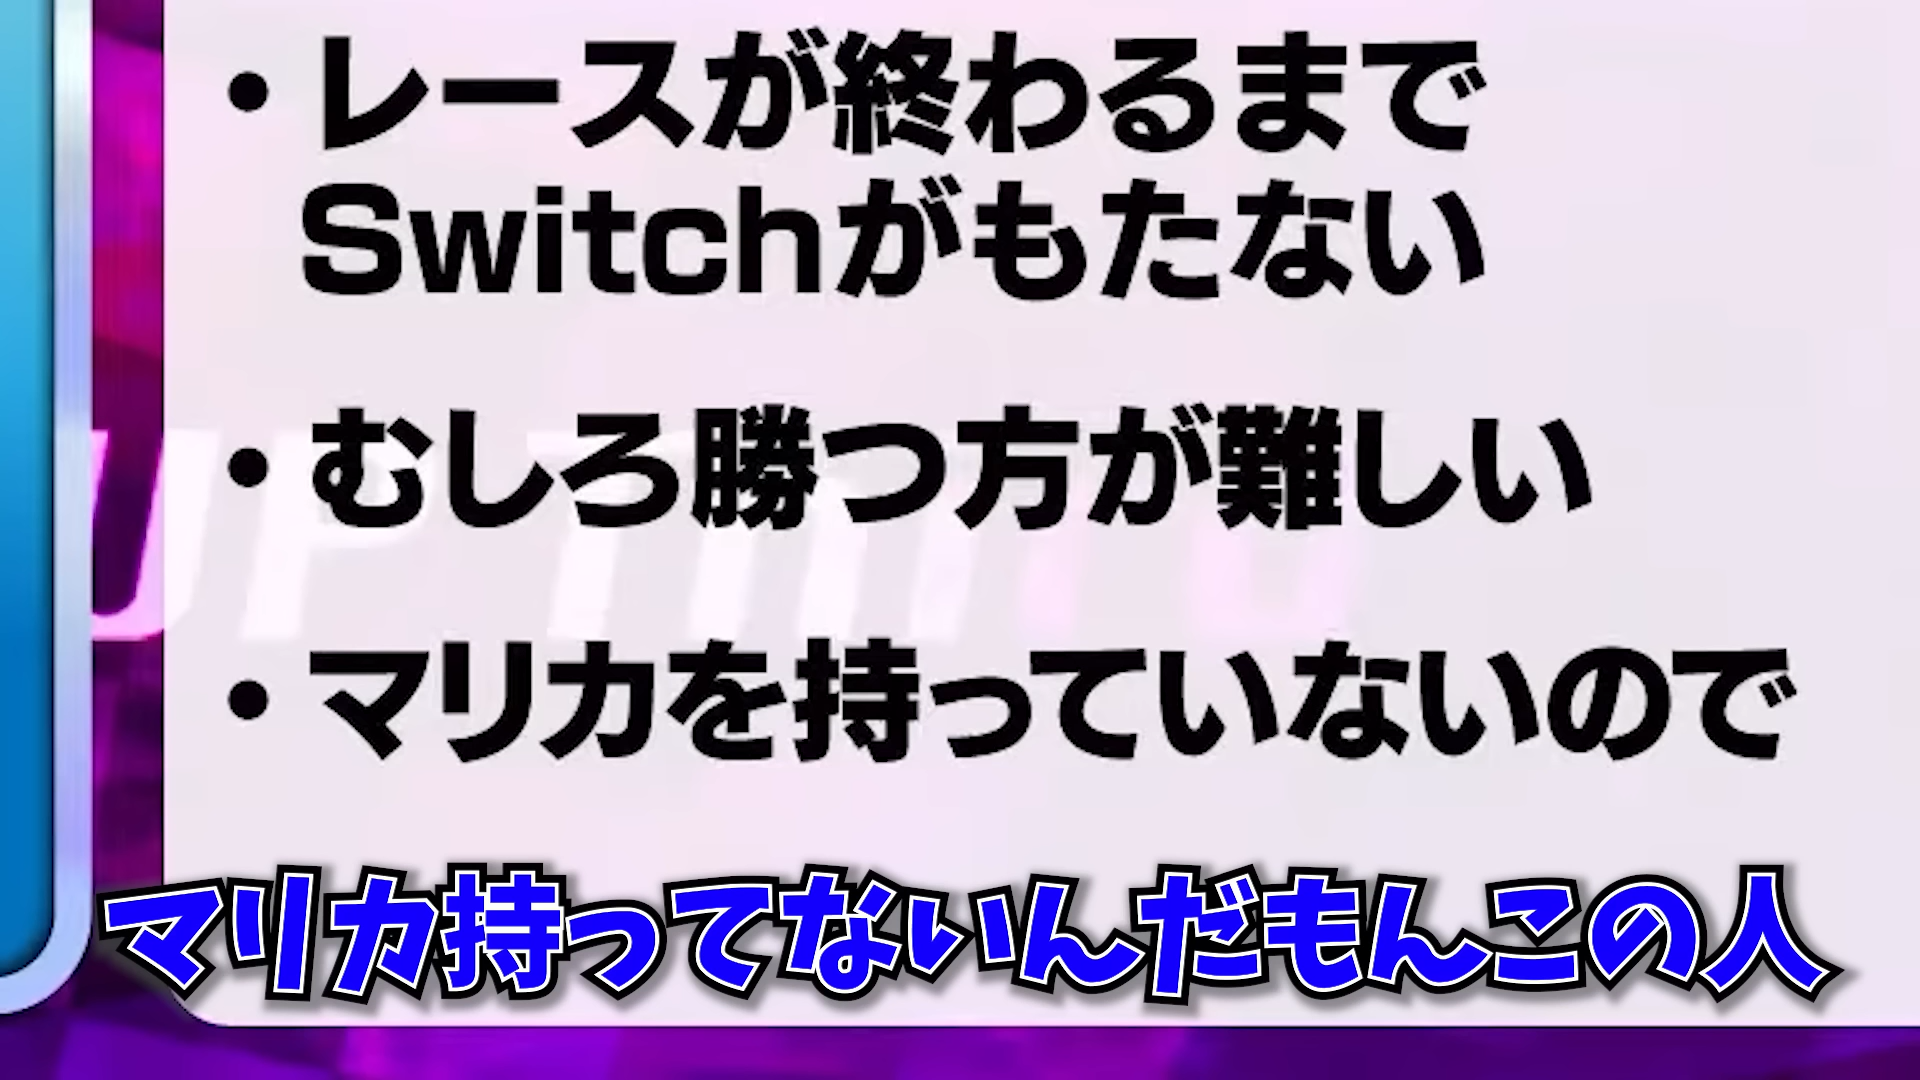 ・レースが終わるまで
Switchがもたない
・むしろ勝つ方が難しい
・マリカを持っていないので
マリカ持ってないんだもんこの人